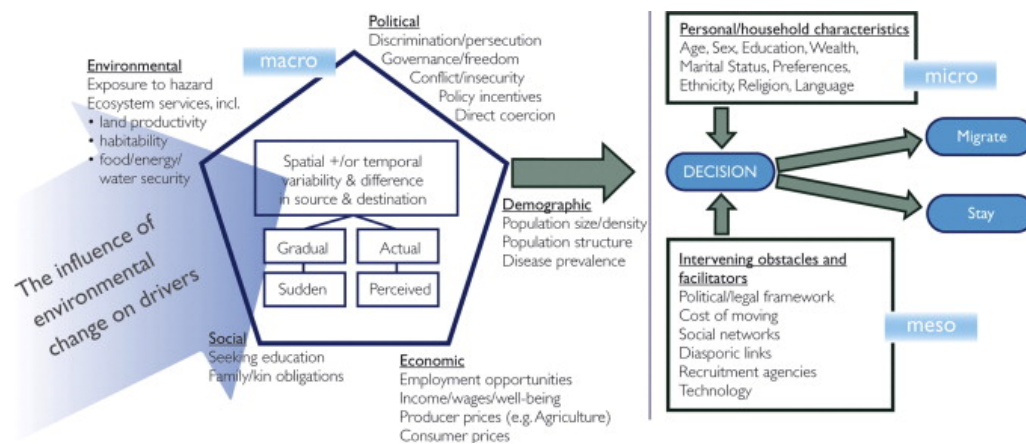 Political
Discrimination/persecution
Governance/freedom
Conflict/insecurity
Policy incentives
Direct coercion
macro
Environmental
Exposure to hazard
Ecosystem services, incl.
• land productivity
• habitability
• food/energy/
water security
Spatial +/or temporal
variability & difference
in source & destination
Gradual
Actual
Sudden
Perceived
The influence of
environmental
change on drivers
Social
Seeking education
Family/kin obligations
Economic
Employment opportunities
Income/wages/well-being
Producer prices (e.g. Agriculture)
Consumer prices
Demographic
Population size/density
Population structure
Disease prevalence
Personal/household characteristics
Age, Sex, Education, Wealth,
Marital Status, Preferences,
Ethnicity, Religion, Language
micro
DECISION
Migrate
Stay
Intervening obstacles and
facilitators
Political/legal framework
Cost of moving
Social networks
Diasporic links
Recruitment agencies
Technology
meso